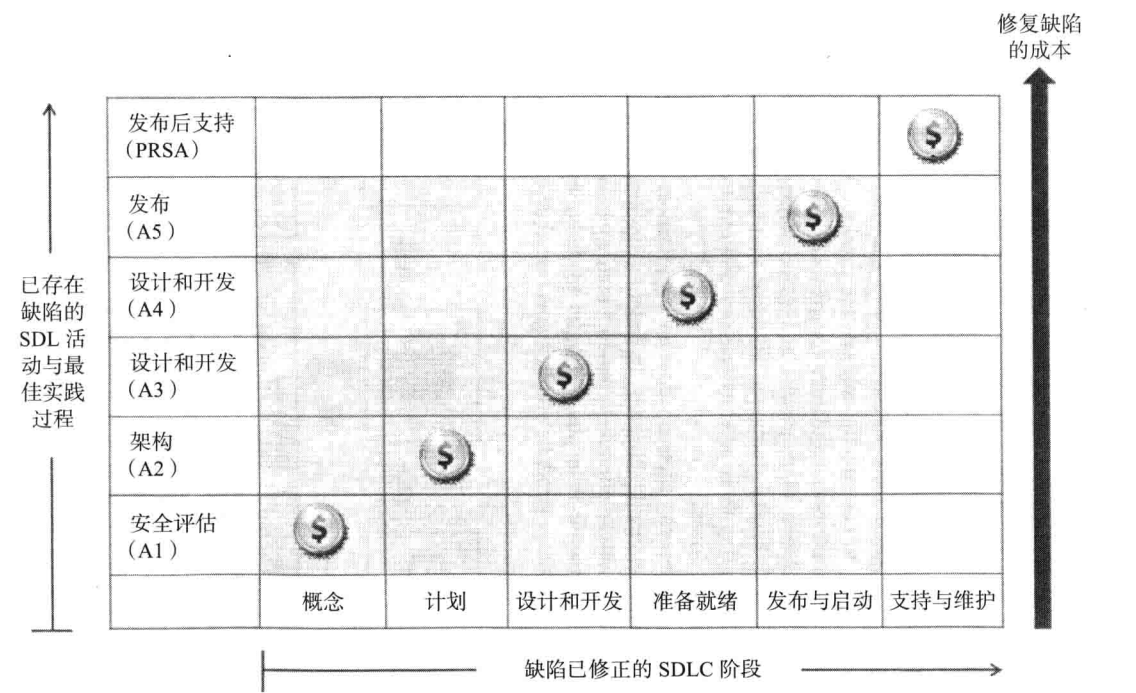 修复缺陷
的成本
发布后支持
（PRSA）
$
发布
（A5）
$
设计和开发
（A4）
$
设计和开发
（A3）
$
架构
（A2）
$
安全评估
（A1）
$
已存在
缺陷的
SDL 活
动与最
佳实践
过程
概念
计划
设计和开发
准备就绪
发布与启动
支持与维护
缺陷已修正的 SDLC 阶段